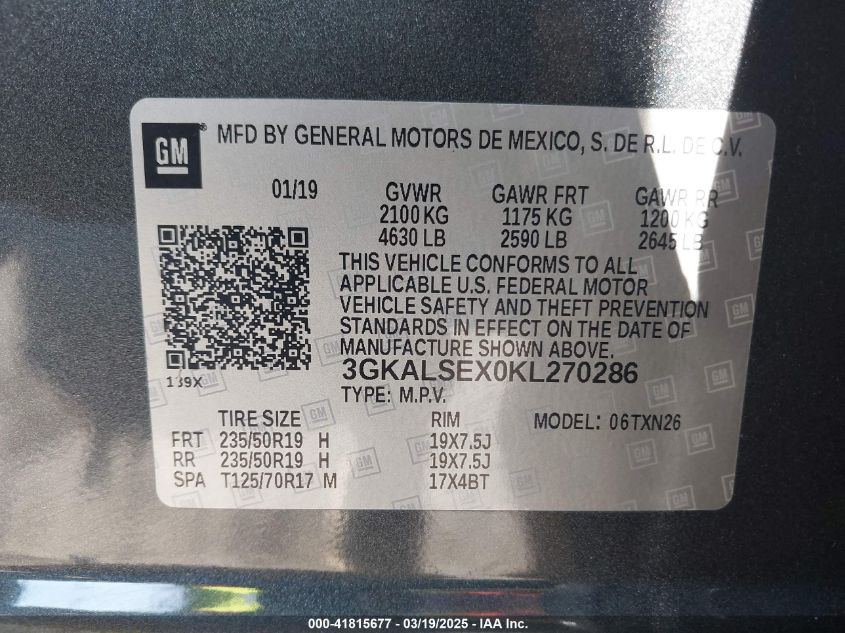 GM ® MFD BY GENERAL MOTORS DE MEXICO, S. DE R.L. DE C.V.
01/19 GVWR GAWR FRT GAWR RR
2100 KG 1175 KG 1200 KG
4630 LB 2590 LB 2645 LB
THIS VEHICLE CONFORMS TO ALL
APPLICABLE U.S. FEDERAL MOTOR
VEHICLE SAFETY AND THEFT PREVENTION
STANDARDS IN EFFECT ON THE DATE OF
MANUFACTURE SHOWN ABOVE.
139X 3GKALSEX0KL270286
TYPE: M.P.V.
TIRE SIZE RIM MODEL: 06TXN26
FRT 235/50R19 H 19X7.5J
RR 235/50R19 H 19X7.5J
SPA T125/70R17 M 17X4BT
000-41815677 - 03/19/2025 - IAA Inc.